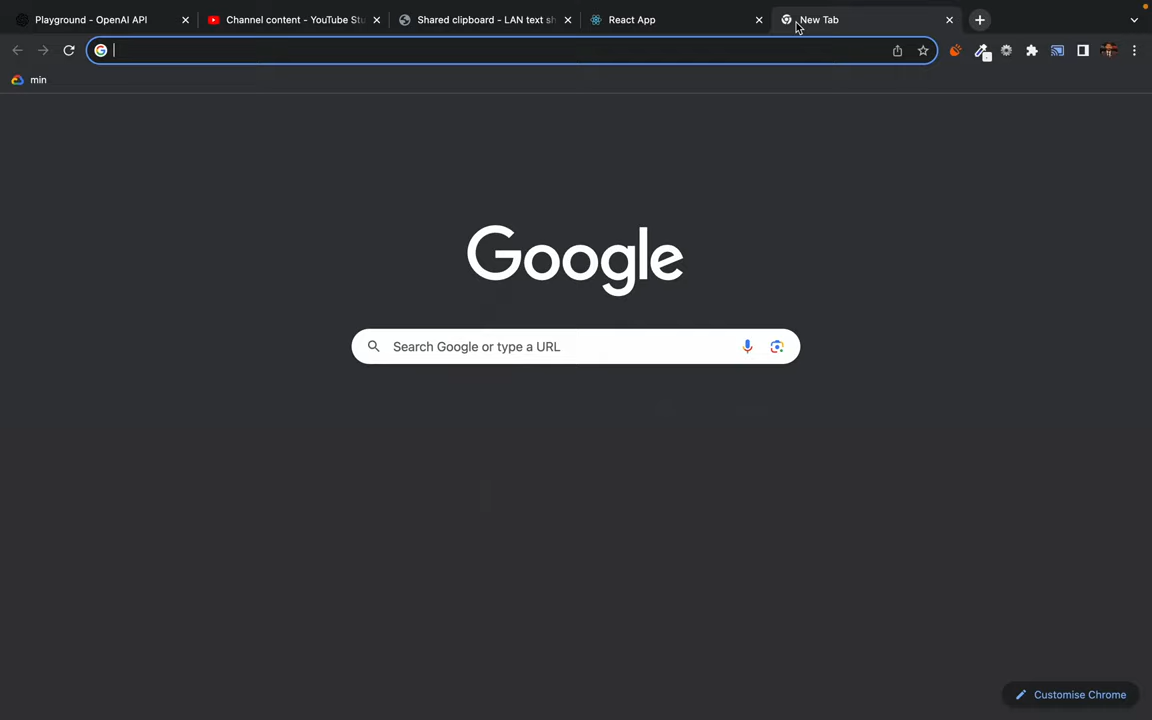 Playground - OpenAI API
Channel content - YouTube Stu
Shared clipboard - LAN text sh
React App
New Tab
min
Google
Search Google or type a URL
Customise Chrome